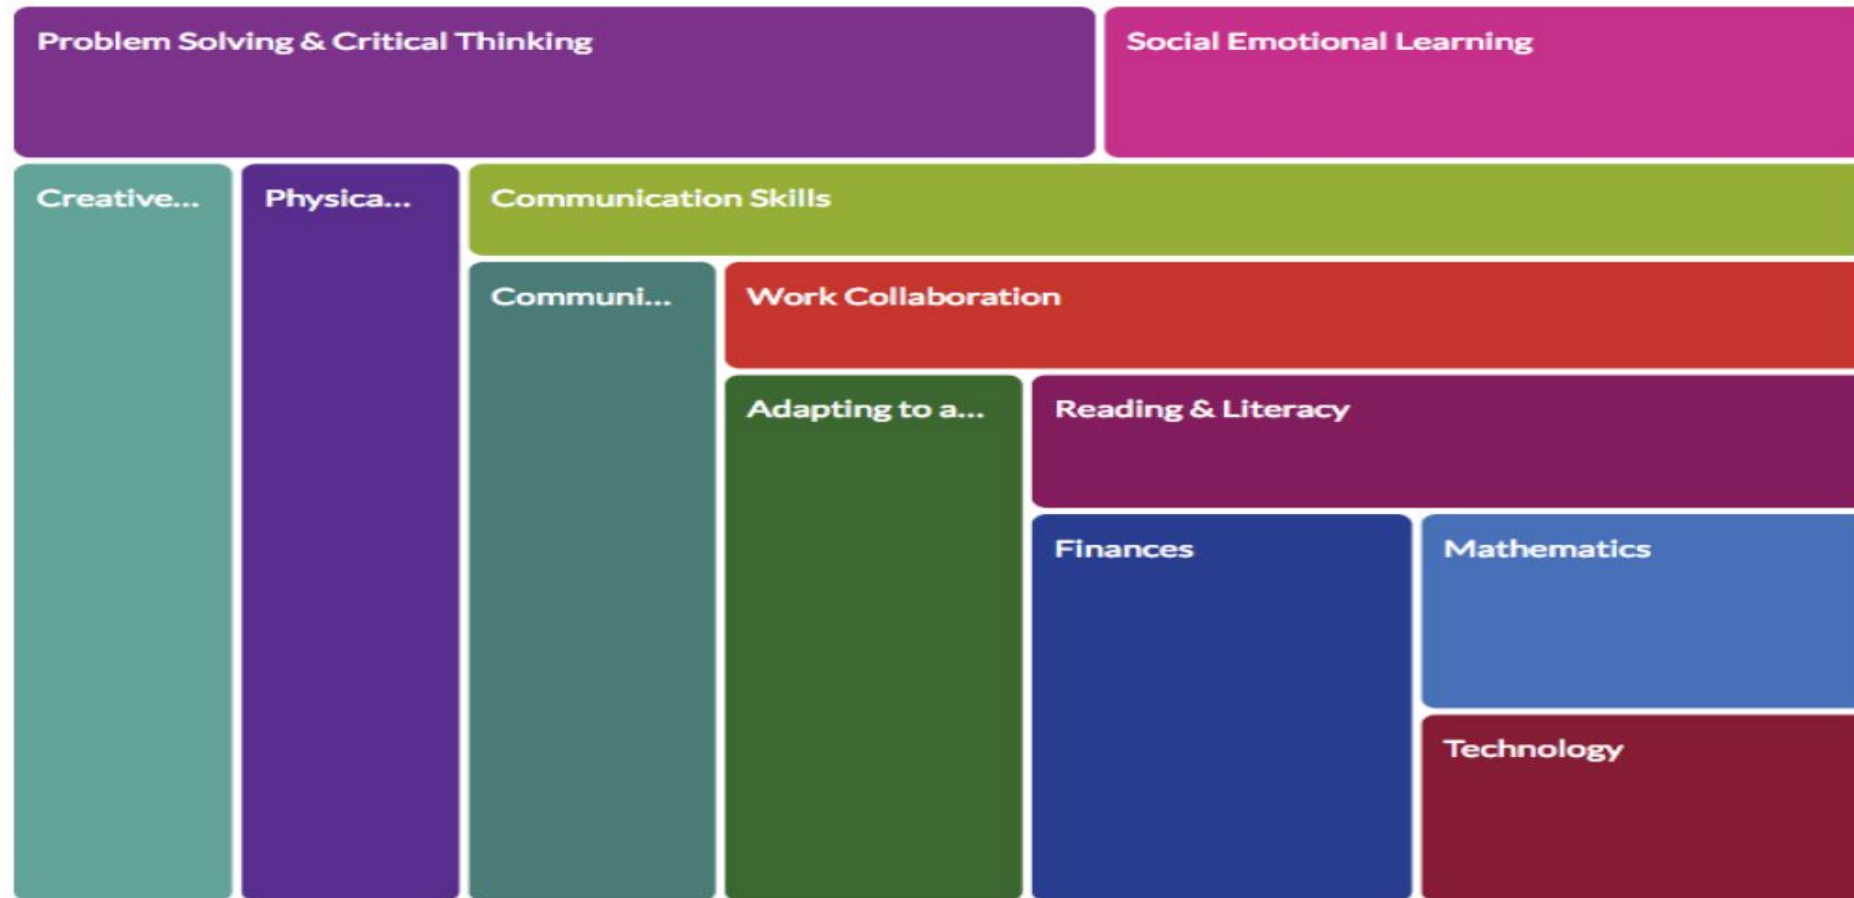 Problem Solving & Critical Thinking
Social Emotional Learning
Creative...
Physica...
Communication Skills
Communi...
Work Collaboration
Adapting to a...
Reading & Literacy
Finances
Mathematics
Technology